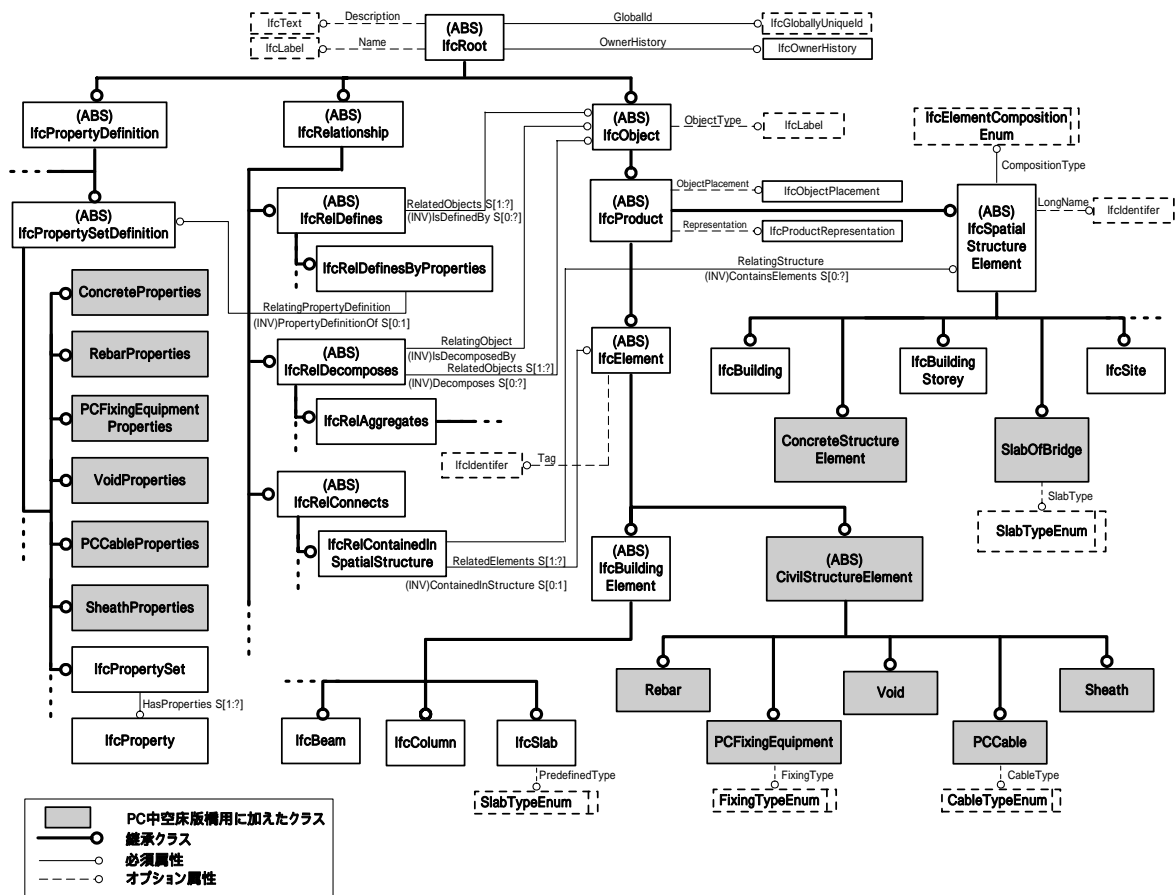 IfcText
Description
(ABS)
IfcRoot
GlobalId
IfcGloballyUniqueId
IfcLabel
Name
OwnerHistory
IfcOwnerHistory
(ABS)
IfcPropertyDefinition
(ABS)
IfcRelationship
(ABS)
IfcObject
ObjectType
IfcLabel
IfcElementComposition
Enum
CompositionType
(ABS)
IfcPropertySetDefinition
(ABS)
IfcRelDefines
RelatedObjects S[1:?]
(INV)IsDefinedBy S[0:?]
(ABS)
IfcProduct
ObjectPlacement
IfcObjectPlacement
Representation
IfcProductRepresentation
(ABS)
IfcSpatial
Structure
Element
LongName
IfcIdentifer
IfcRelDefinesByProperties
RelatingStructure
(INV)ContainsElements S[0:?]
ConcreteProperties
RelatingPropertyDefinition
(INV)PropertyDefinitionOf S[0:1]
RebarProperties
(ABS)
IfcRelDecomposes
RelatingObject
(INV)IsDecomposedBy
RelatedObjects S[1:?]
(INV)Decomposes S[0:?]
(ABS)
IfcElement
IfcBuilding
IfcBuilding
Storey
IfcSite
PCFixingEquipment
Properties
IfcRelAggregates
ConcreteStructure
Element
SlabOfBridge
VoidProperties
IfcIdentifer
Tag
SlabType
SlabTypeEnum
(ABS)
IfcRelConnects
PCCableProperties
IfcRelContainedIn
SpatialStructure
RelatedElements S[1:?]
(INV)ContainedInStructure S[0:1]
(ABS)
IfcBuilding
Element
(ABS)
CivilStructureElement
SheathProperties
IfcPropertySet
Rebar
Void
Sheath
HasProperties S[1:?]
IfcProperty
IfcBeam
IfcColumn
IfcSlab
PCFixingEquipment
PCCable
PredefinedType
SlabTypeEnum
FixingType
FixingTypeEnum
CableType
CableTypeEnum
PC中空床版橋用に加えたクラス
継承クラス
必須属性
オプション属性